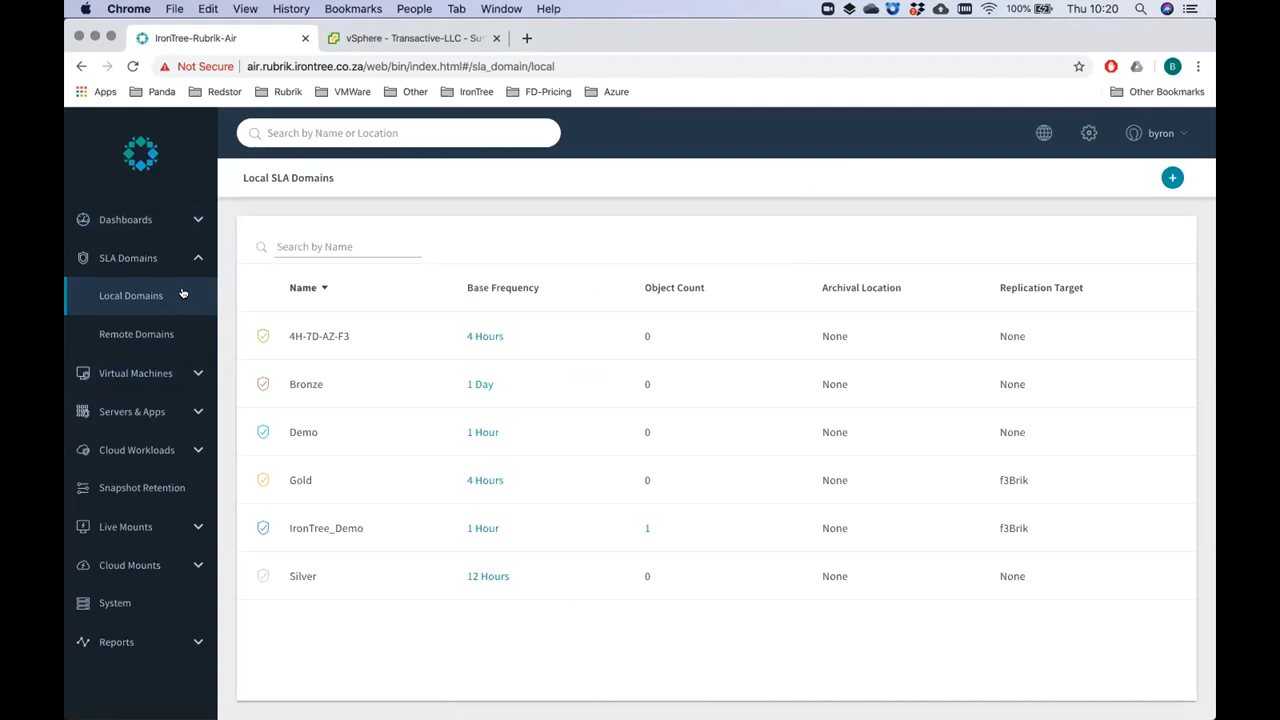 Chrome File Edit View History Bookmarks People Tab Window Help 100% Thu 10:20
IronTree-Rubrik-Air vSphere - Transactive-LLC - Su
Not Secure air.rubrik.irontree.co.za/web/bin/index.html#/sla_domain/local B
Apps Panda Redstor Rubrik VMWare Other IronTree FD-Pricing Azure Other Bookmarks
Search by Name or Location byron
Local SLA Domains
Dashboards
SLA Domains
Local Domains
Remote Domains
Virtual Machines
Servers & Apps
Cloud Workloads
Snapshot Retention
Live Mounts
Cloud Mounts
System
Reports
Search by Name
Name Base Frequency Object Count Archival Location Replication Target
4H-7D-AZ-F3 4 Hours 0 None None
Bronze 1 Day 0 None None
Demo 1 Hour 0 None None
Gold 4 Hours 0 None f3Brik
IronTree_Demo 1 Hour 1 None f3Brik
Silver 12 Hours 0 None None